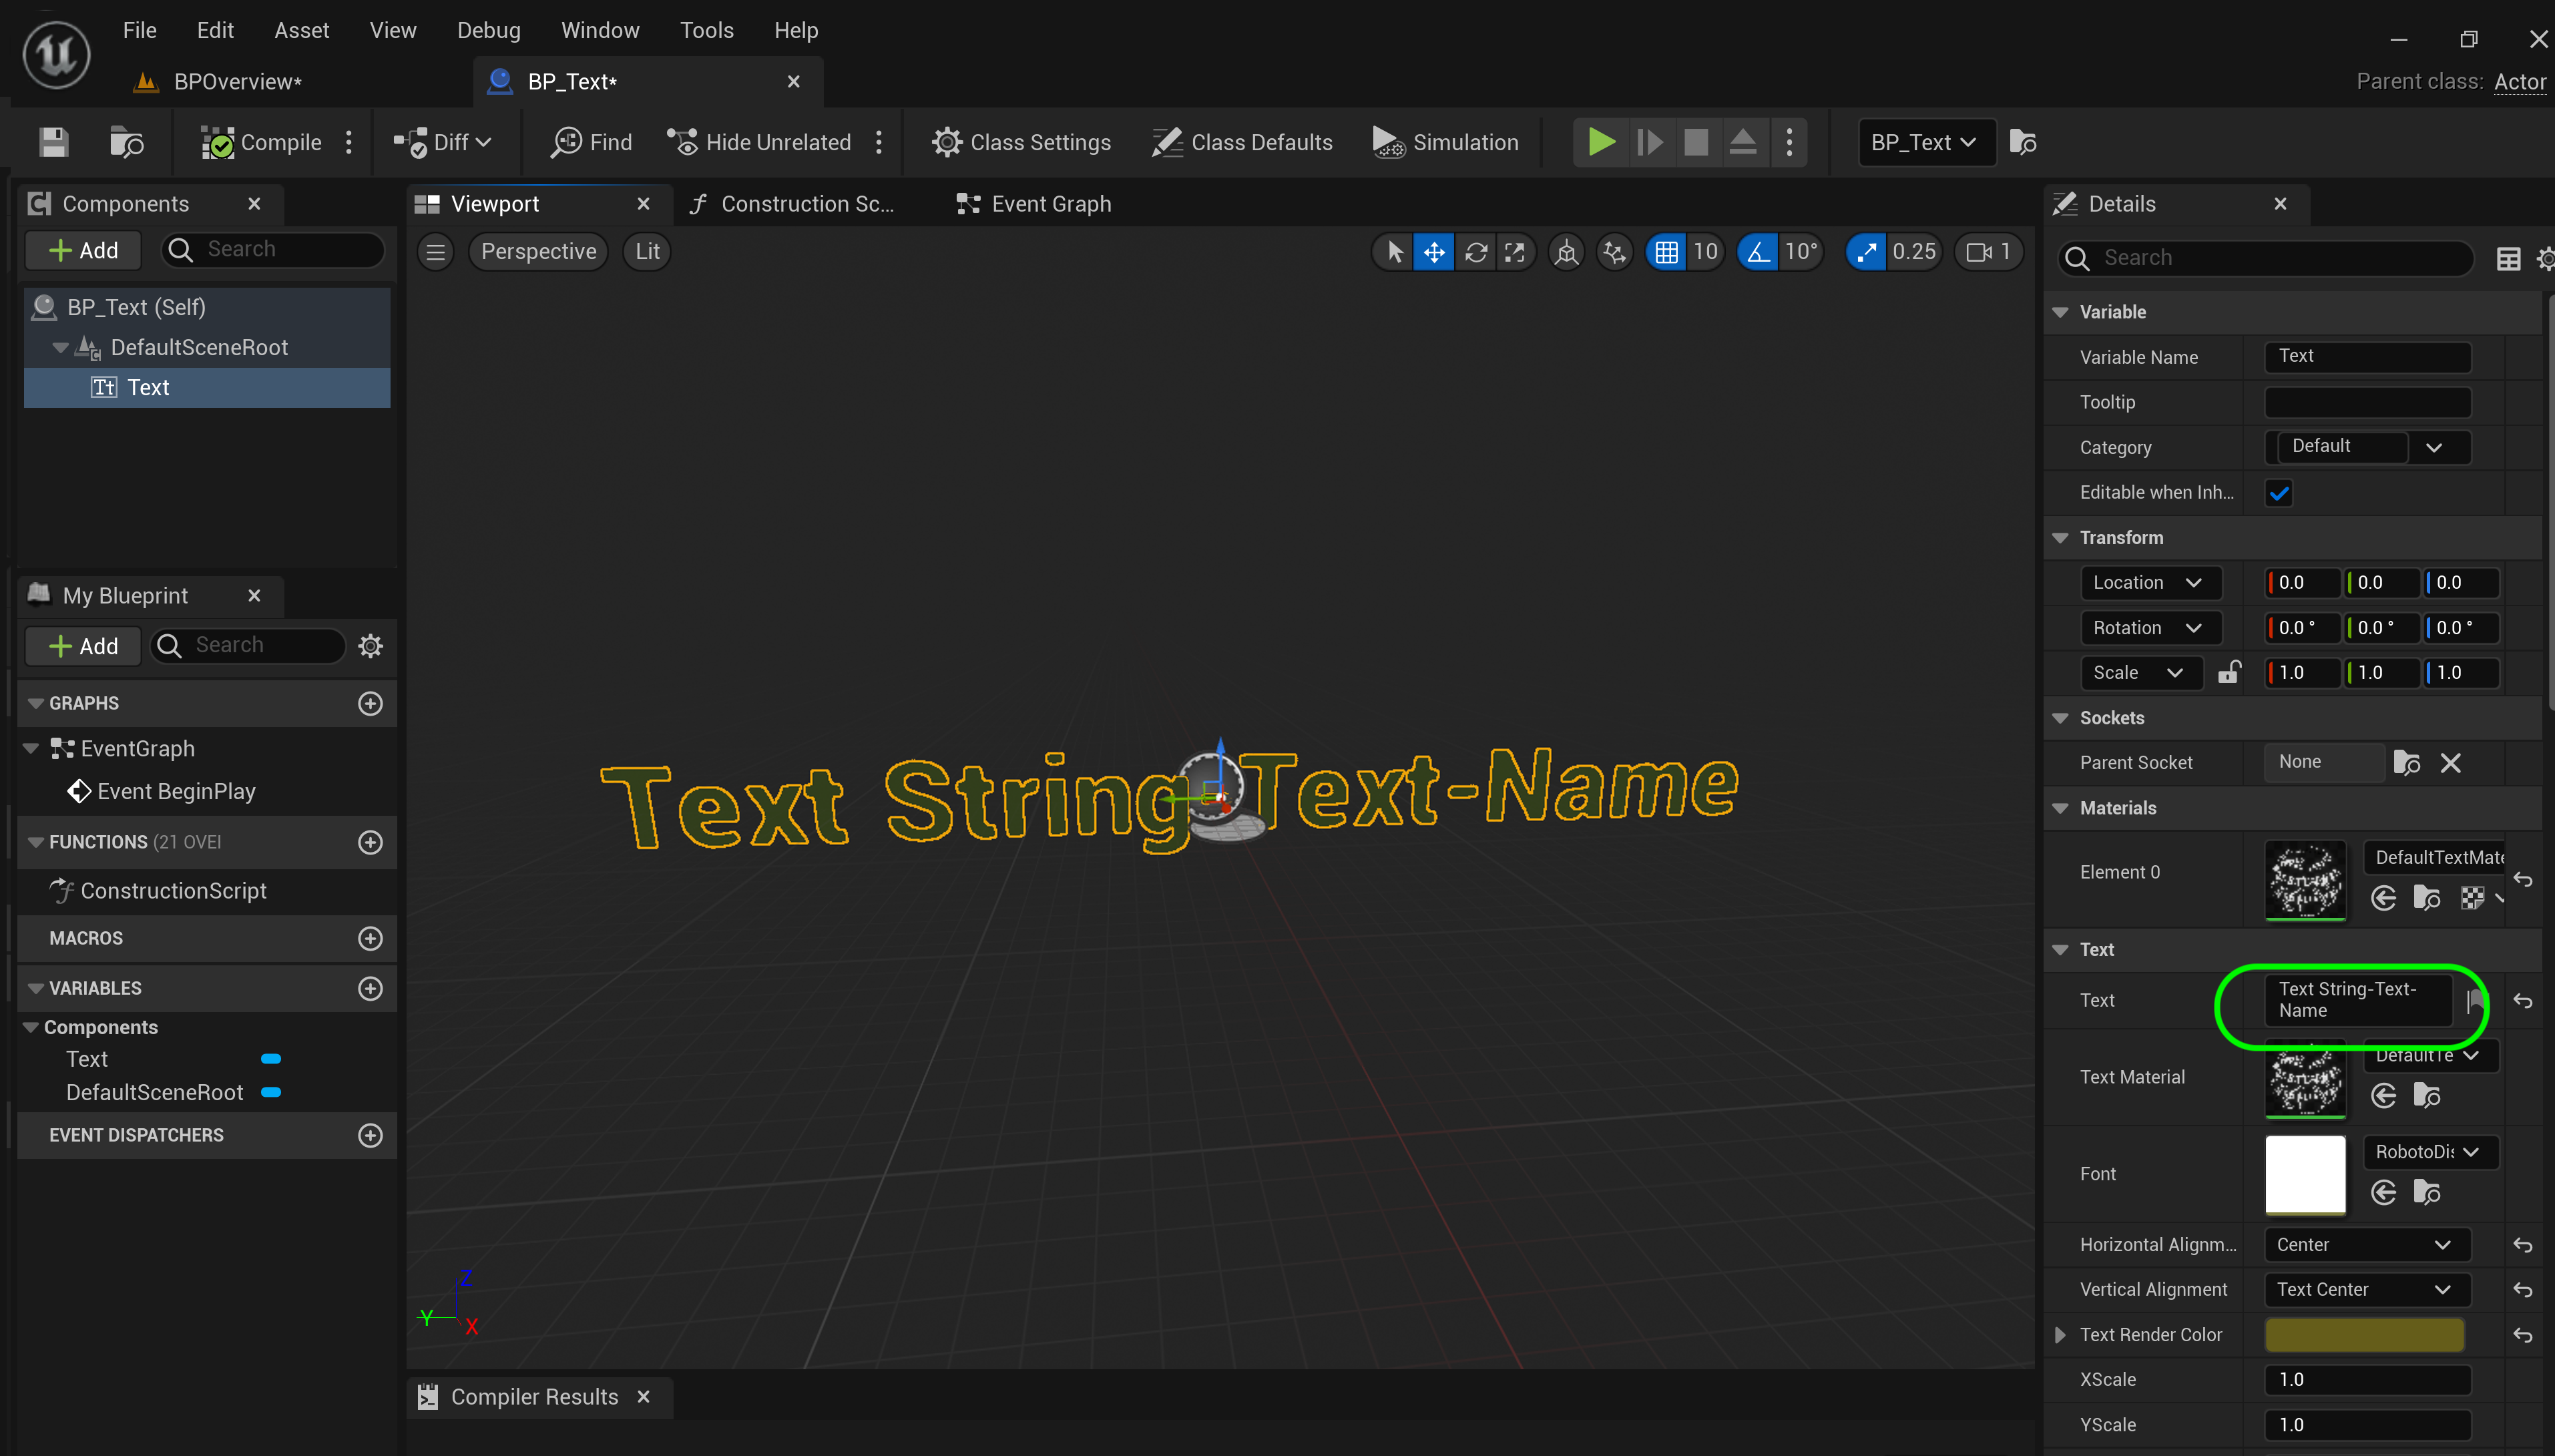 File Edit Asset View Debug Window Tools Help
BPOverview* BP_Text*
Parent class: Actor
Compile Diff Find Hide Unrelated Class Settings Class Defaults Simulation BP_Text
Components
Add Search
BP_Text (Self)
DefaultSceneRoot
Tt Text
My Blueprint
Add Search
GRAPHS
EventGraph
Event BeginPlay
FUNCTIONS (21 OVEI
ConstructionScript
MACROS
VARIABLES
Components
Text
DefaultSceneRoot
EVENT DISPATCHERS
Viewport Construction Sc... Event Graph
Perspective Lit 10 10° 0.25 1
Text String-Text-Name
Z
Y
X
Compiler Results
Details
Search
Variable
Variable Name Text
Tooltip
Category Default
Editable when Inh...
Transform
Location 0.0 0.0 0.0
Rotation 0.0 ° 0.0 ° 0.0 °
Scale 1.0 1.0 1.0
Sockets
Parent Socket None
Materials
Element 0 DefaultTextMate
Text
Text Text String-Text-
Name
Text Material DefaultTe
Font RobotoDis
Horizontal Alignm... Center
Vertical Alignment Text Center
Text Render Color
XScale 1.0
YScale 1.0